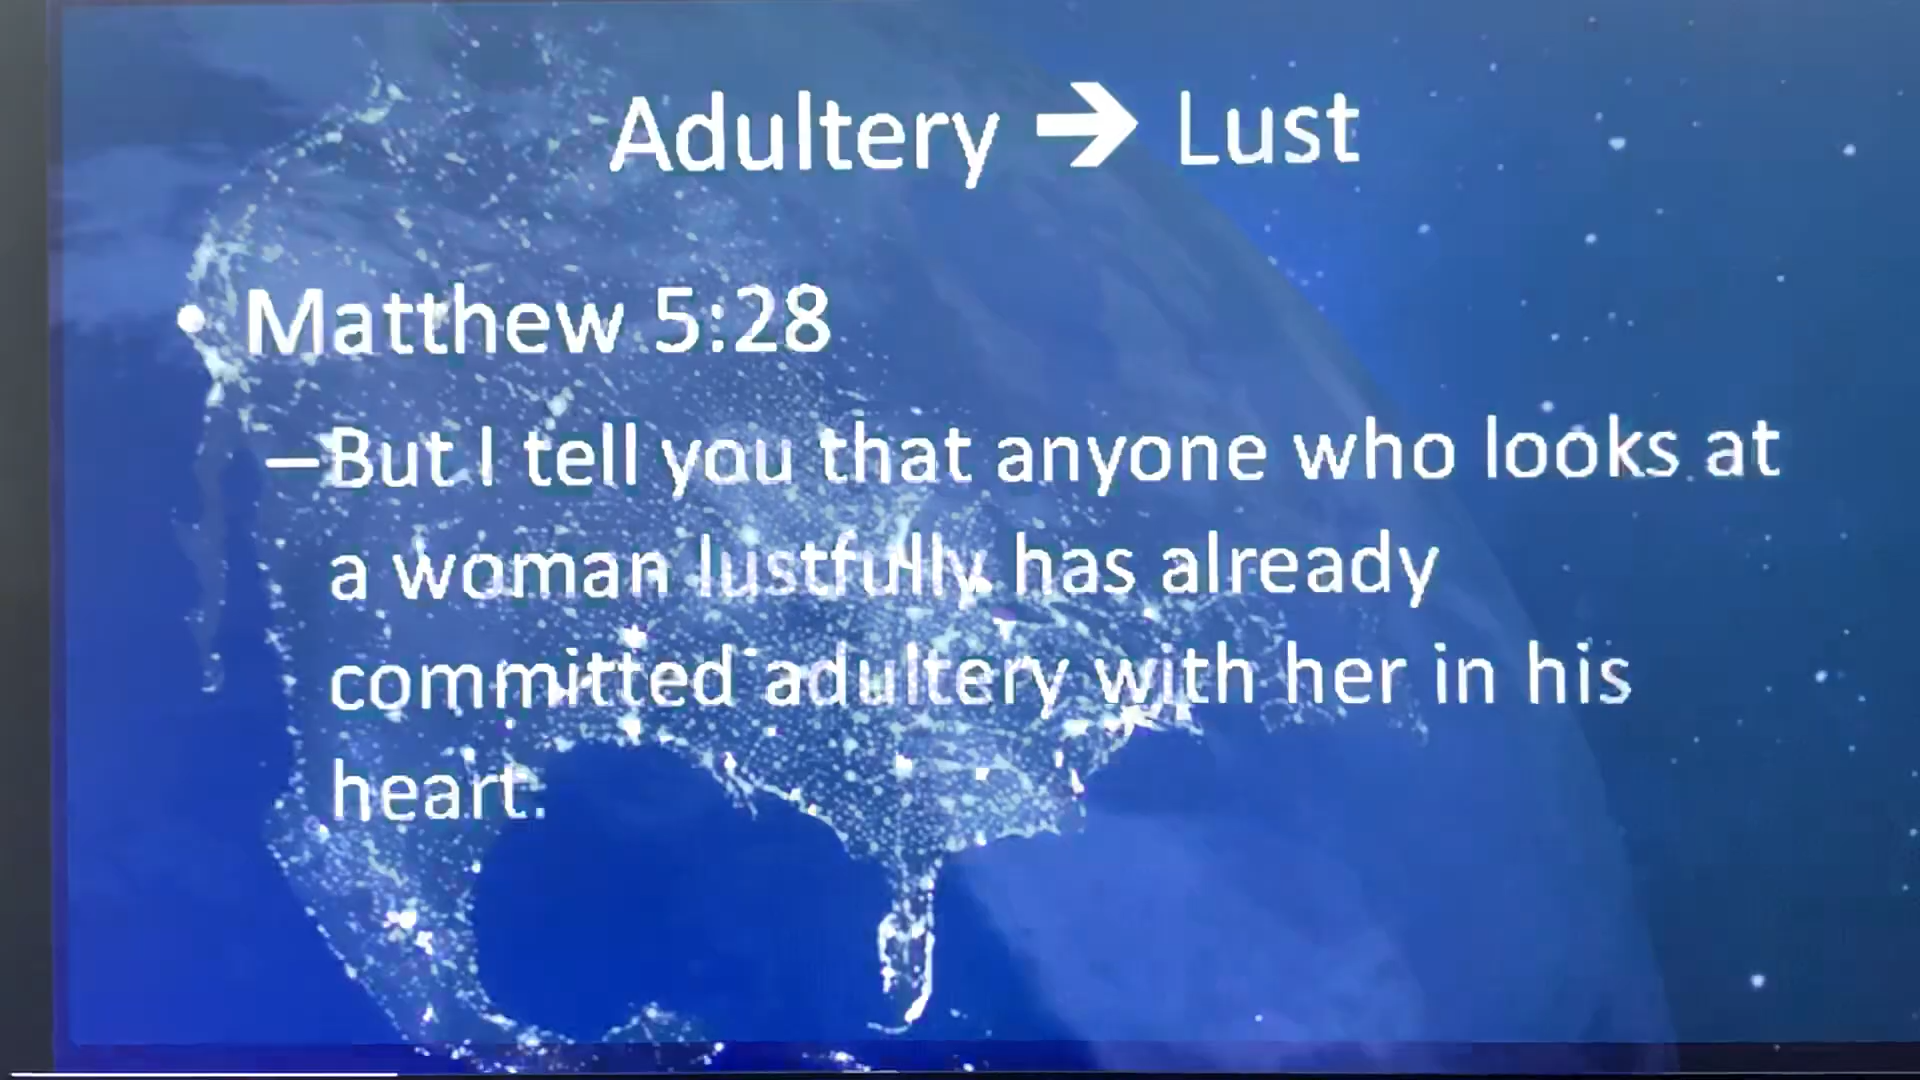 Adultery → Lust
• Matthew 5:28
–But I tell you that anyone who looks at
a woman lustfully has already
committed adultery with her in his
heart.